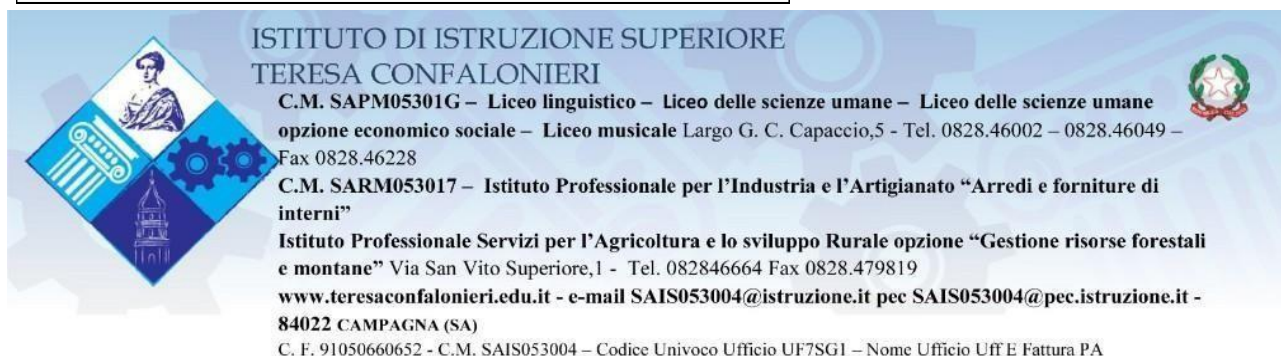 ISTITUTO DI ISTRUZIONE SUPERIORE
TERESA CONFALONIERI
C.M. SAPM05301G – Liceo linguistico – Liceo delle scienze umane – Liceo delle scienze umane
opzione economico sociale – Liceo musicale Largo G. C. Capaccio,5 - Tel. 0828.46002 – 0828.46049 –
Fax 0828.46228
C.M. SARM053017 – Istituto Professionale per l’Industria e l’Artigianato “Arredi e forniture di
interni”
Istituto Professionale Servizi per l’Agricoltura e lo sviluppo Rurale opzione “Gestione risorse forestali
e montane” Via San Vito Superiore,1 - Tel. 082846664 Fax 0828.479819
www.teresaconfalonieri.edu.it - e-mail SAIS053004@istruzione.it pec SAIS053004@pec.istruzione.it -
84022 CAMPAGNA (SA)
C. F. 91050660652 - C.M. SAIS053004 – Codice Univoco Ufficio UF7SG1 – Nome Ufficio Uff E Fattura PA